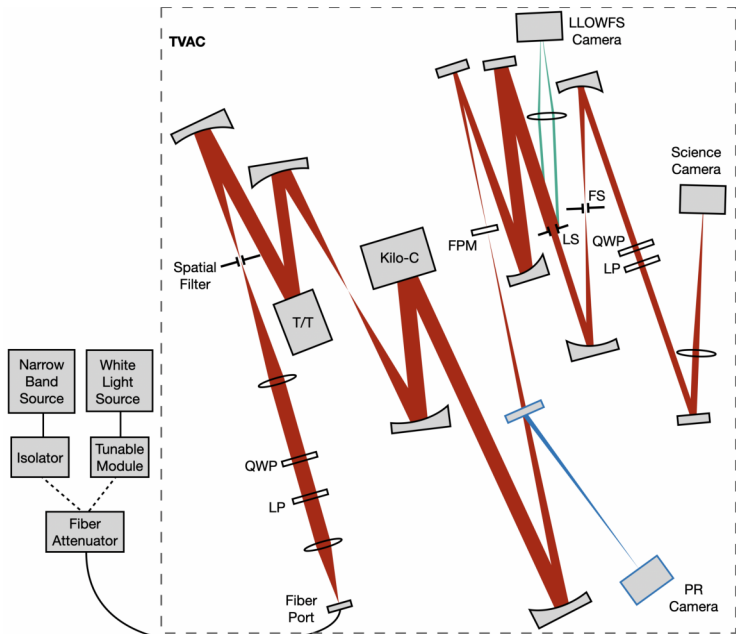 TVAC
LLOWFS
Camera
Science
Camera
FS
LS
QWP
LP
FPM
Kilo-C
Spatial
Filter
T/T
Narrow
Band
Source
White
Light
Source
Isolator
Tunable
Module
QWP
LP
Fiber
Attenuator
Fiber
Port
PR
Camera